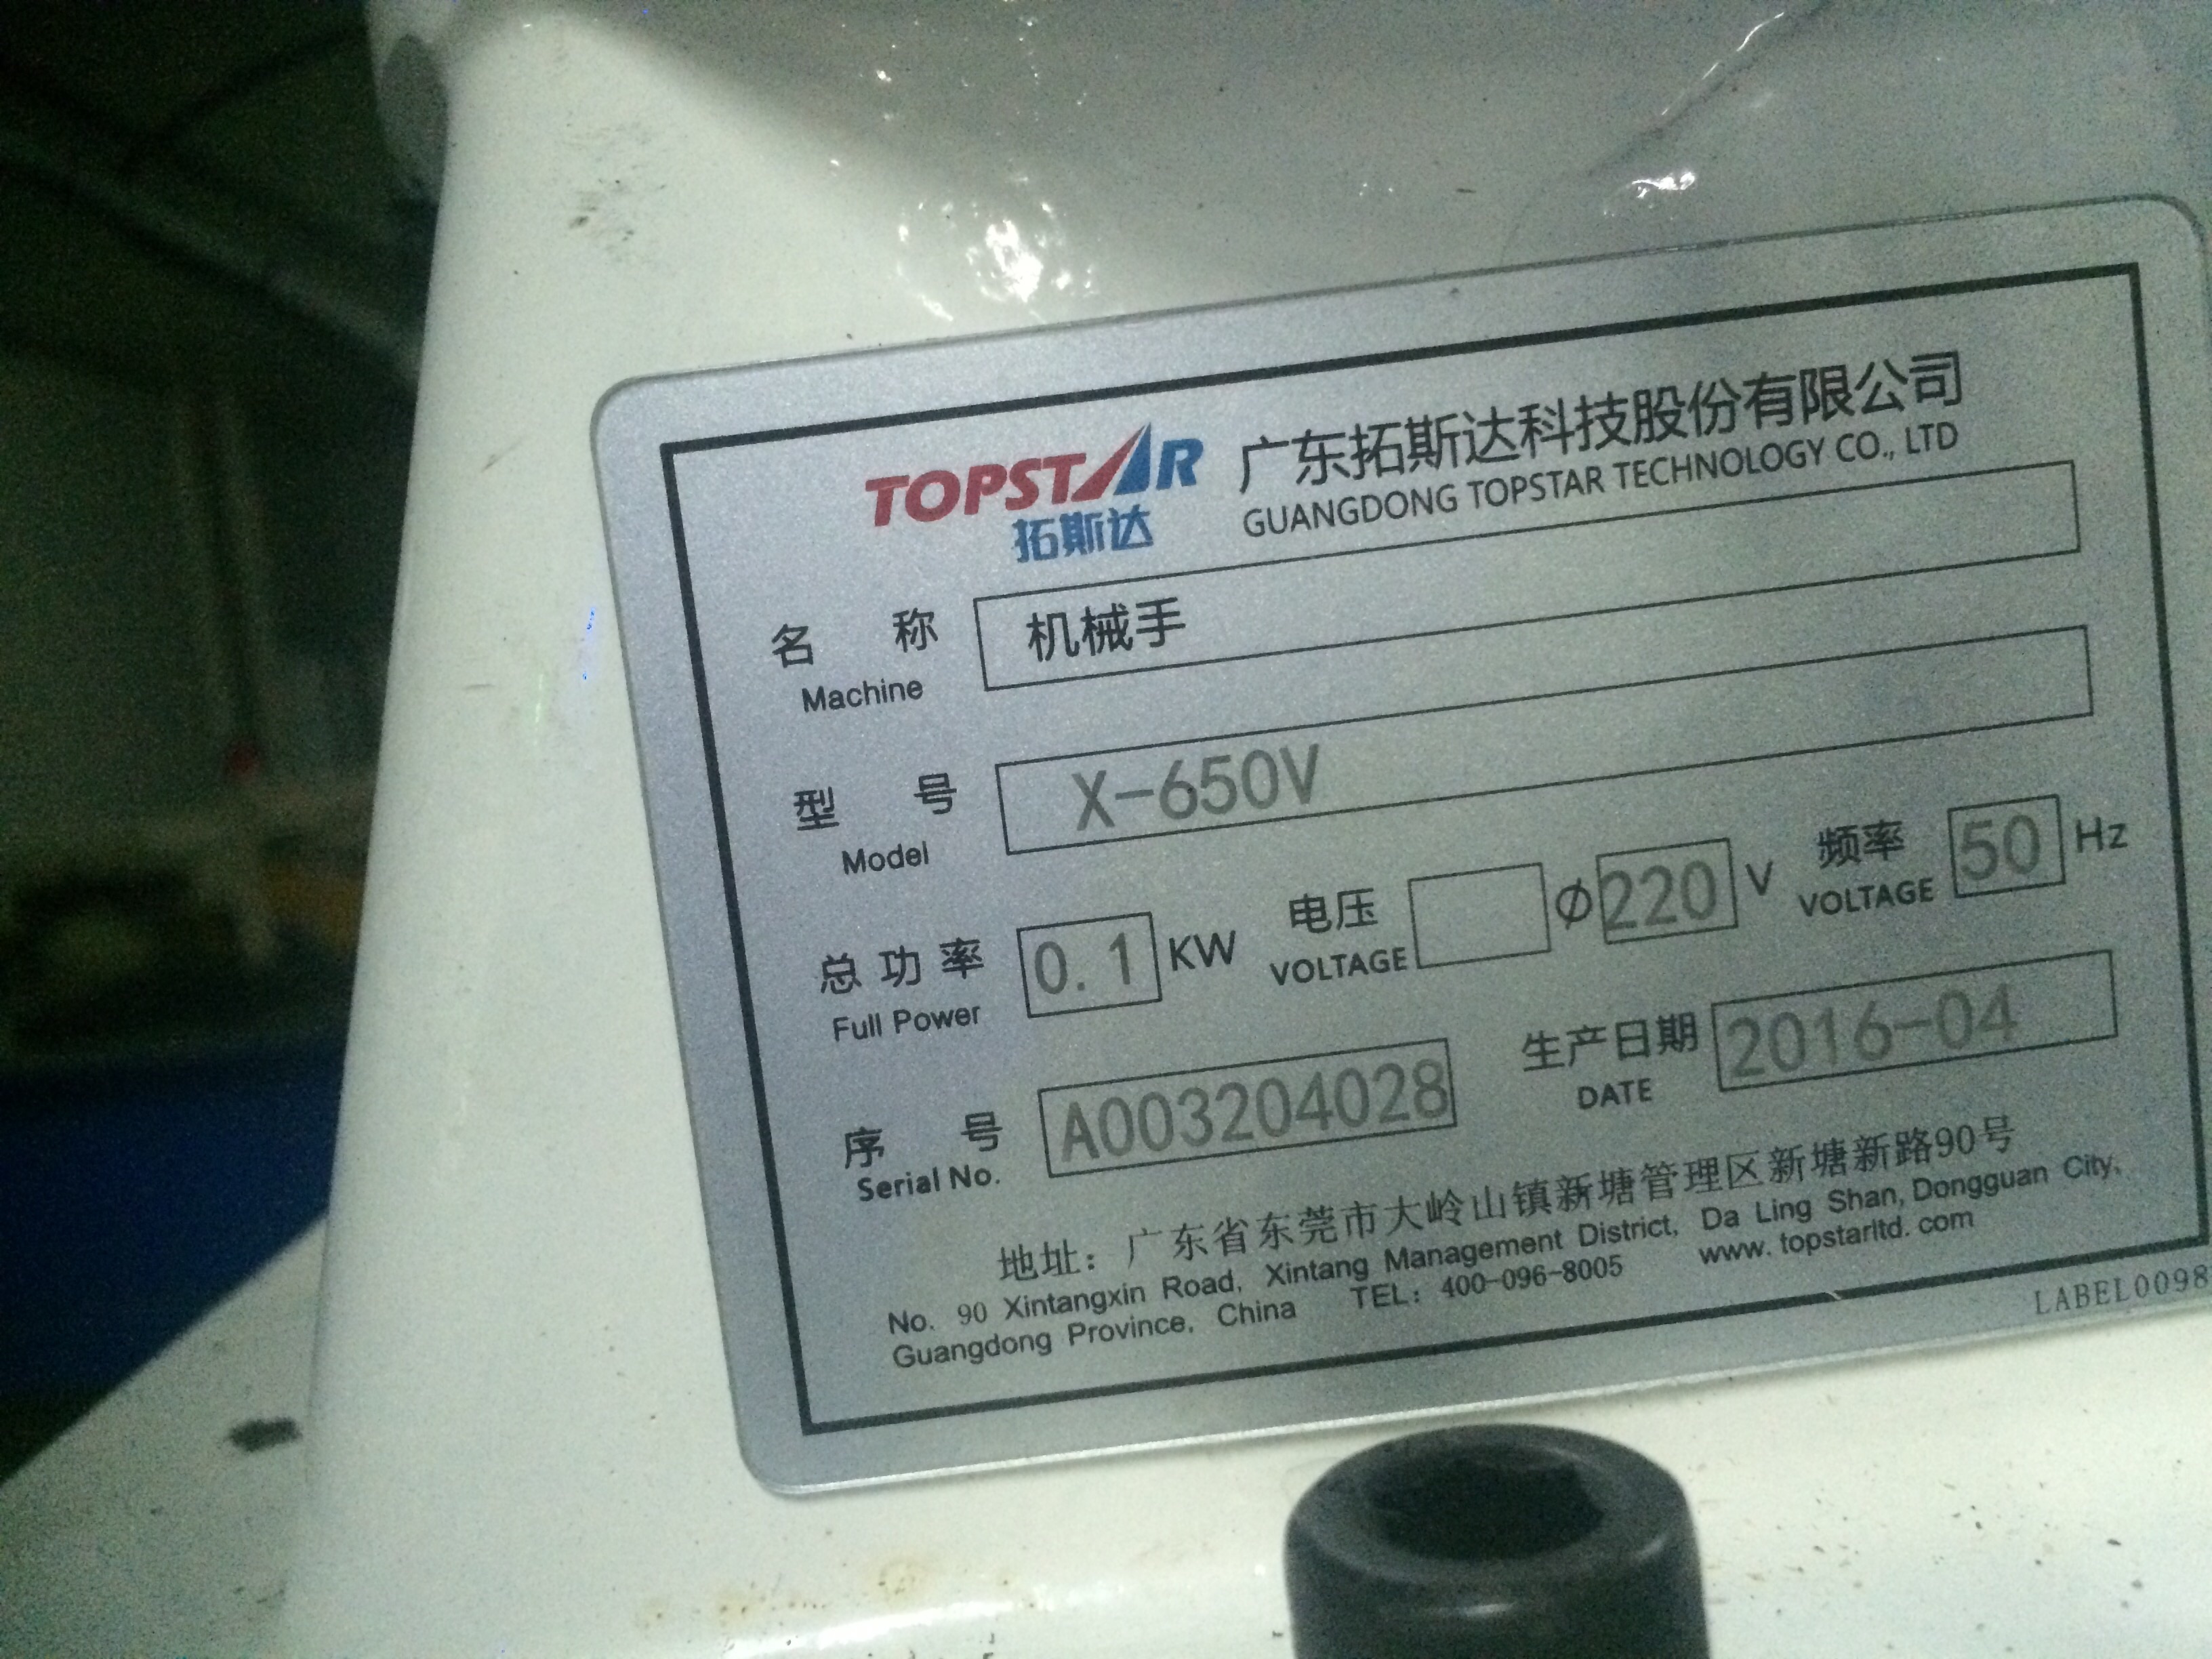 TOPSTAR 广东拓斯达科技股份有限公司
拓斯达 GUANGDONG TOPSTAR TECHNOLOGY CO., LTD
名 称 机械手
Machine
型 号 X-650V
Model
总功率 0.1 KW 电压 Φ 220 V 频率 50 Hz
Full Power VOLTAGE VOLTAGE
序 号 A003204028 生产日期 2016-04
Serial No. DATE
地址：广东省东莞市大岭山镇新塘管理区新塘新路90号
No. 90 Xintangxin Road, Xintang Management District, Da Ling Shan, Dongguan City,
Guangdong Province, China TEL: 400-096-8005 www.topstarltd.com
LABEL0098